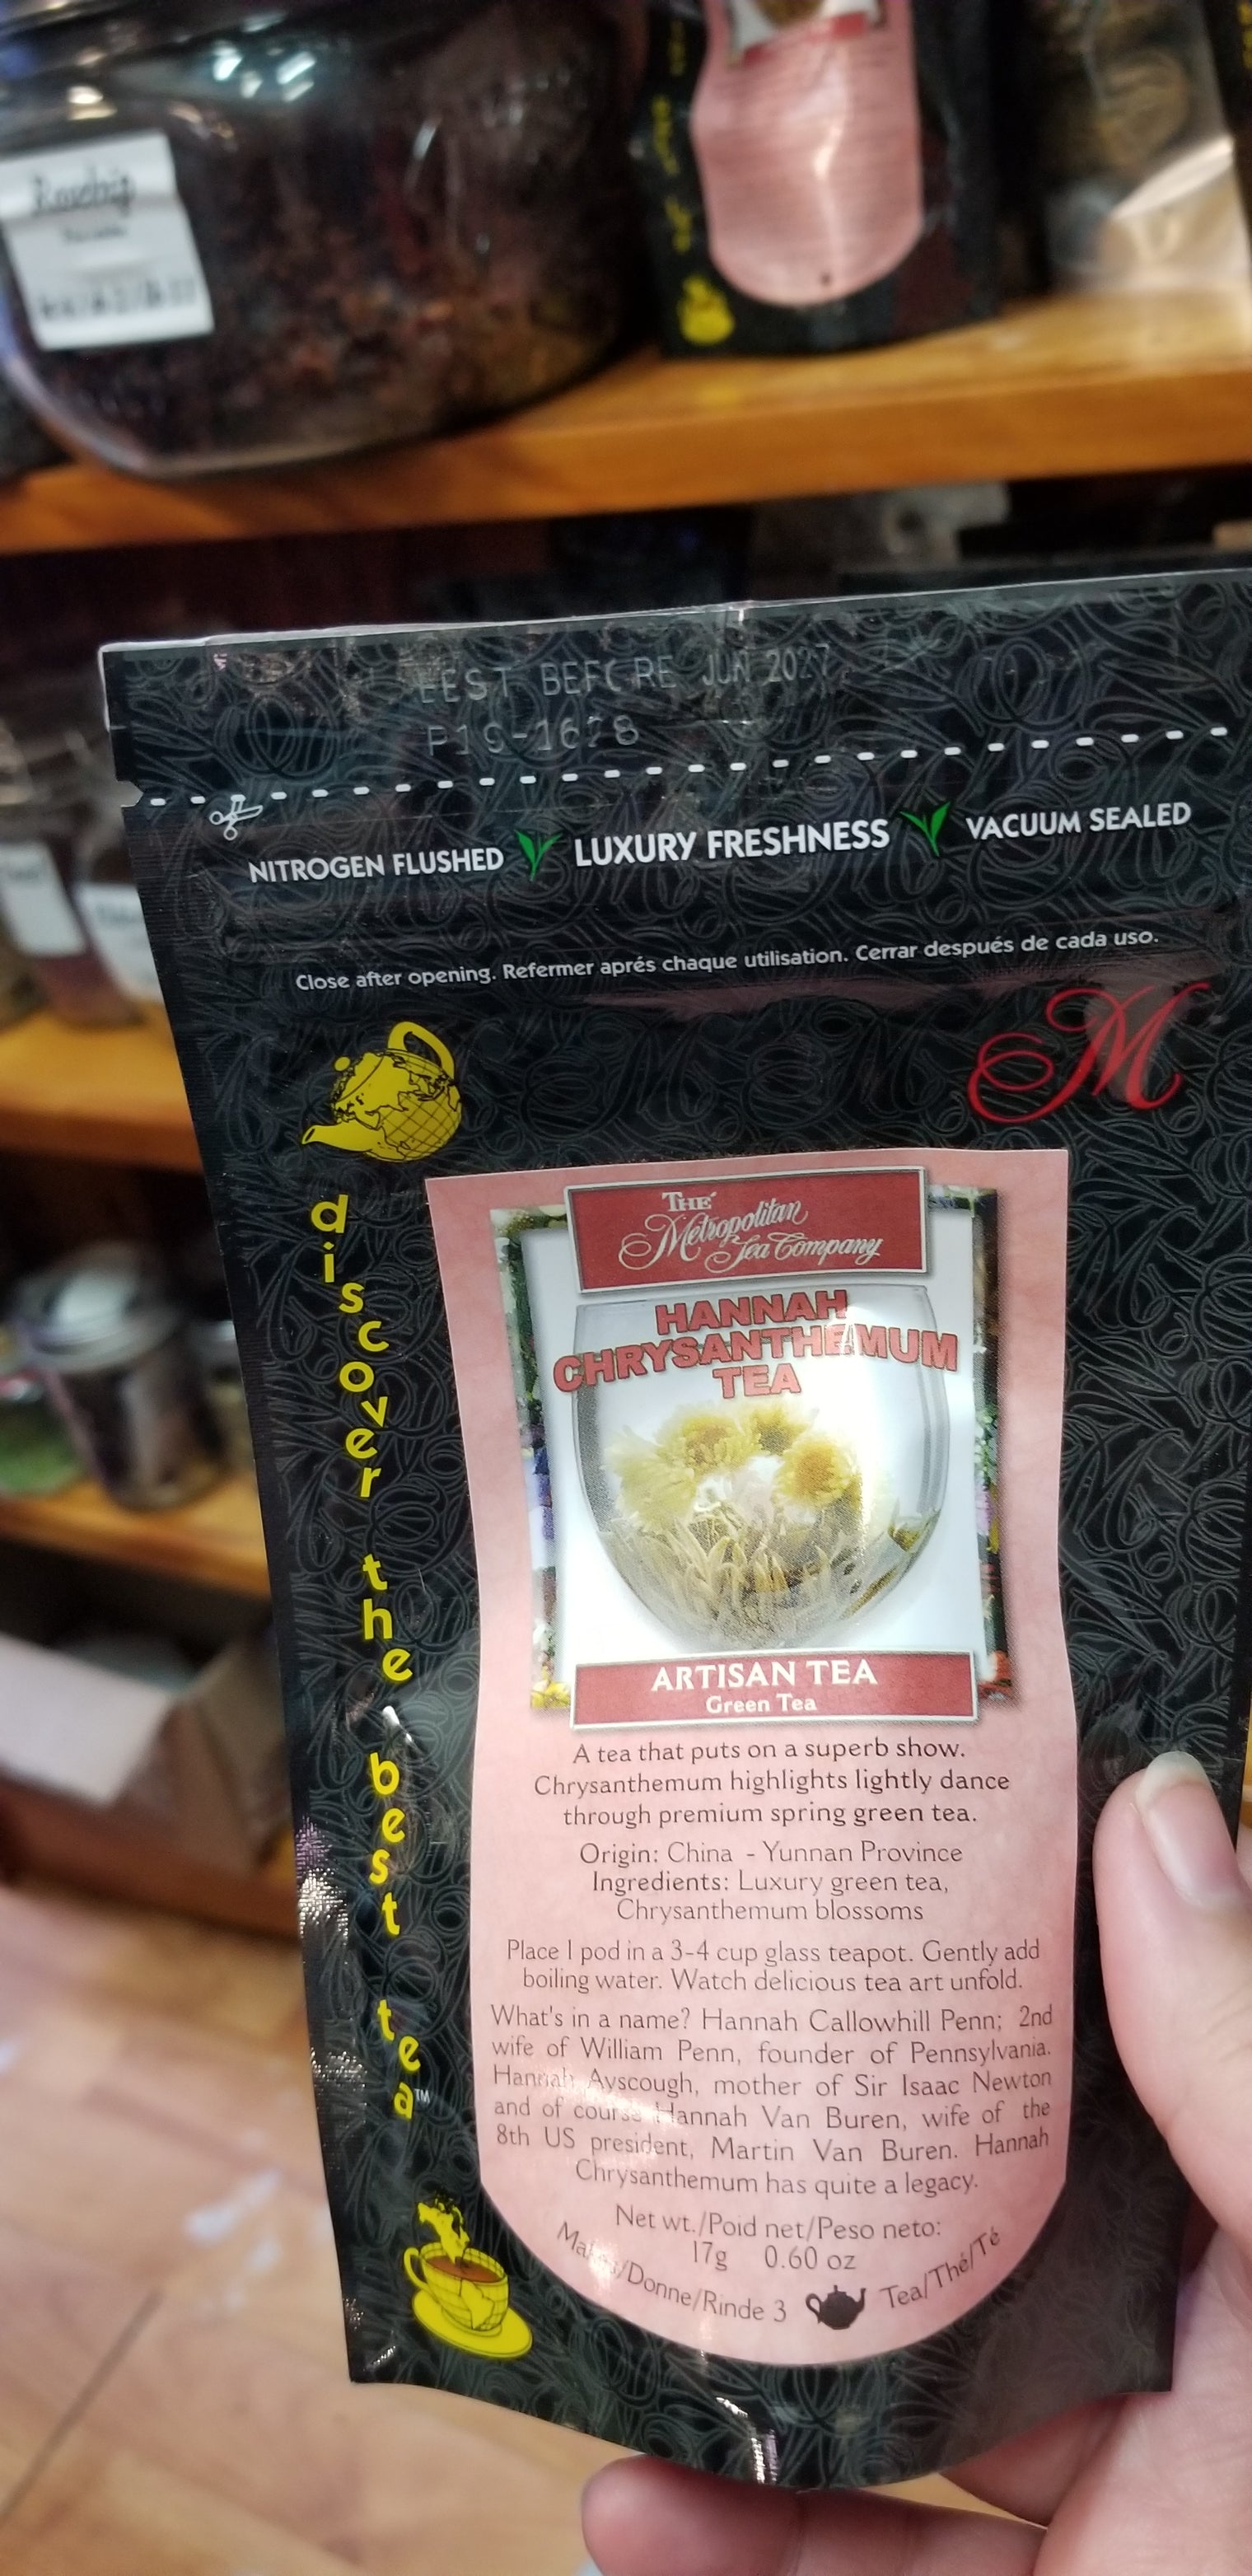 Rosehip
BEST BEFORE JUN 2027
NITROGEN FLUSHED LUXURY FRESHNESS VACUUM SEALED
Close after opening. Refermer aprés chaque utilisation. Cerrar después de cada uso.
M
discover the best tea™
THE
Metropolitan
Tea Company
HANNAH
CHRYSANTHEMUM
TEA
ARTISAN TEA
Green Tea
A tea that puts on a superb show.
Chrysanthemum highlights lightly dance
through premium spring green tea.
Origin: China - Yunnan Province
Ingredients: Luxury green tea,
Chrysanthemum blossoms
Place 1 pod in a 3-4 cup glass teapot. Gently add
boiling water. Watch delicious tea art unfold.
What's in a name? Hannah Callowhill Penn; 2nd
wife of William Penn, founder of Pennsylvania.
Hannah Ayscough, mother of Sir Isaac Newton
and of course Hannah Van Buren, wife of the
8th US president, Martin Van Buren. Hannah
Chrysanthemum has quite a legacy.
Net wt./Poid net/Peso neto:
17g 0.60 oz
Makes/Donne/Rinde 3 Tea/Thé/Té